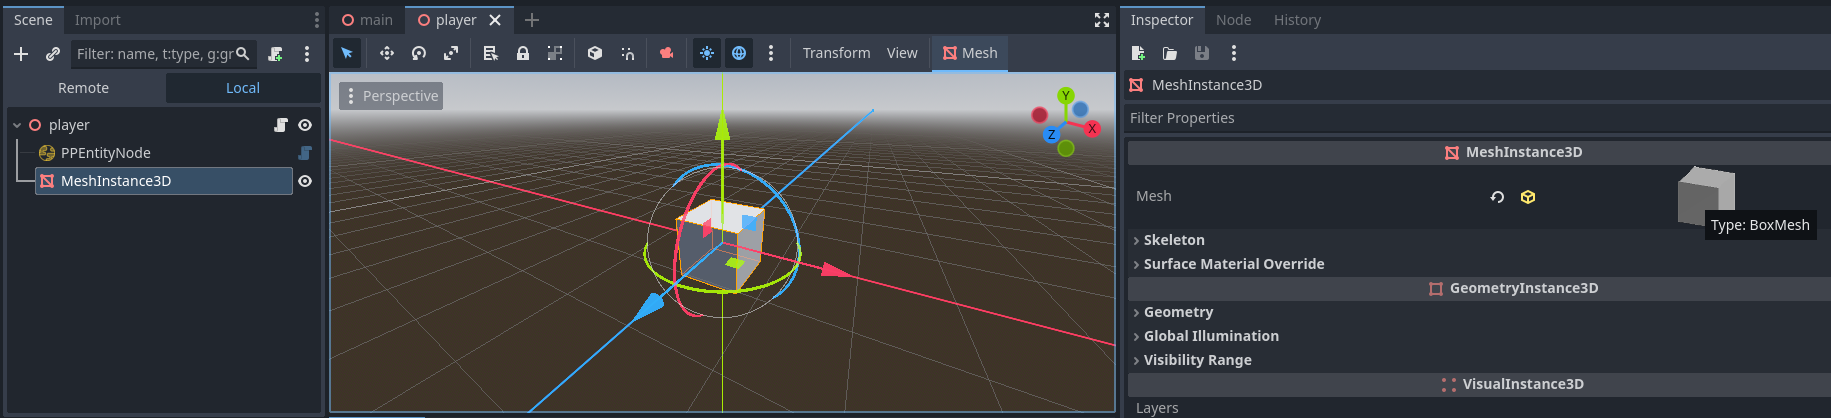 Scene
Import
Filter: name, t:type, g:gr
Remote
Local
player
PPEntityNode
MeshInstance3D
main
player
Transform
View
Mesh
Perspective
Y
X
Z
Inspector
Node
History
MeshInstance3D
Filter Properties
MeshInstance3D
Mesh
Type: BoxMesh
Skeleton
Surface Material Override
GeometryInstance3D
Geometry
Global Illumination
Visibility Range
VisualInstance3D
Layers